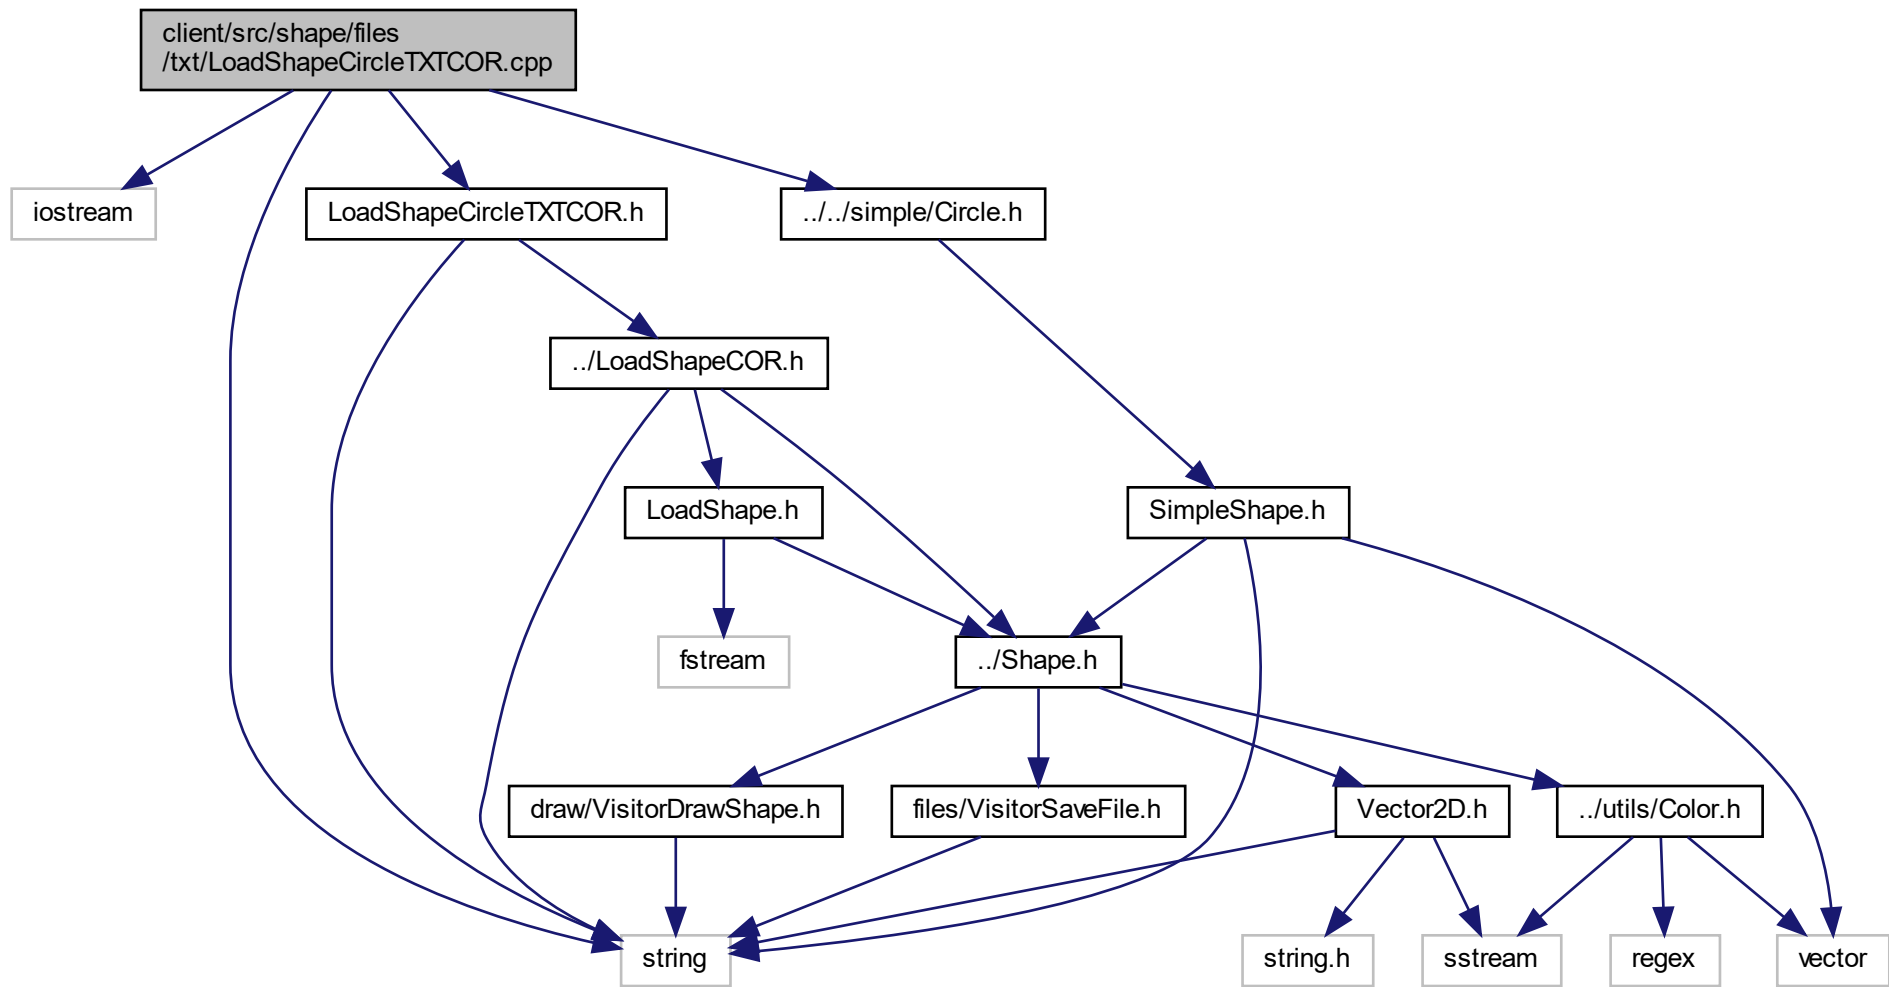 client/src/shape/files
/txt/LoadShapeCircleTXTCOR.cpp
iostream
LoadShapeCircleTXTCOR.h
../../simple/Circle.h
../LoadShapeCOR.h
LoadShape.h
SimpleShape.h
fstream
../Shape.h
draw/VisitorDrawShape.h
files/VisitorSaveFile.h
Vector2D.h
../utils/Color.h
string
string.h
sstream
regex
vector